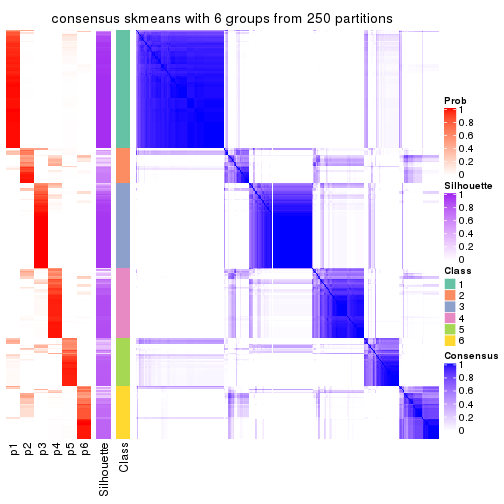 consensus skmeans with 6 groups from 250 partitions
Prob
1
0.8
0.6
0.4
0.2
0
Silhouette
1
0.8
0.6
0.4
0.2
0
Class
1
2
3
4
5
6
Consensus
1
0.8
0.6
0.4
0.2
0
p1
p2
p3
p4
p5
p6
Silhouette
Class